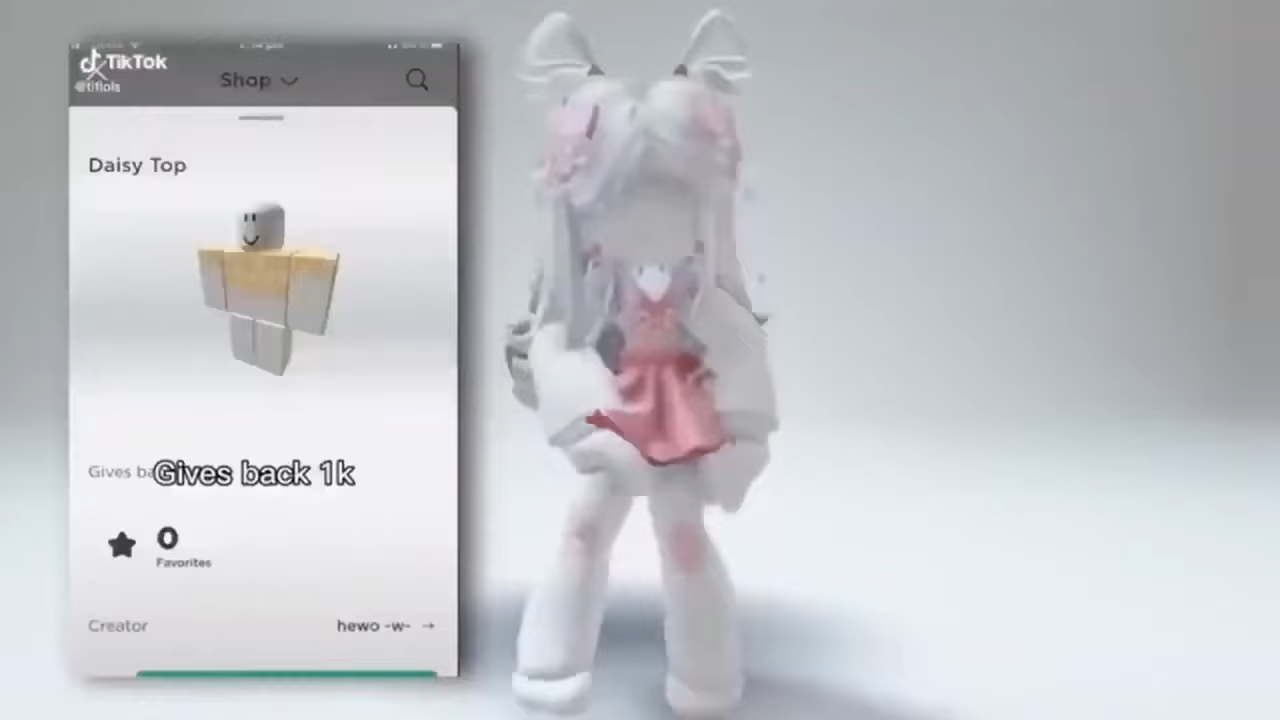 TikTok
@tiflols
Shop
Daisy Top
Gives ba
Gives back 1k
0
Favorites
Creator
hewo -w- →